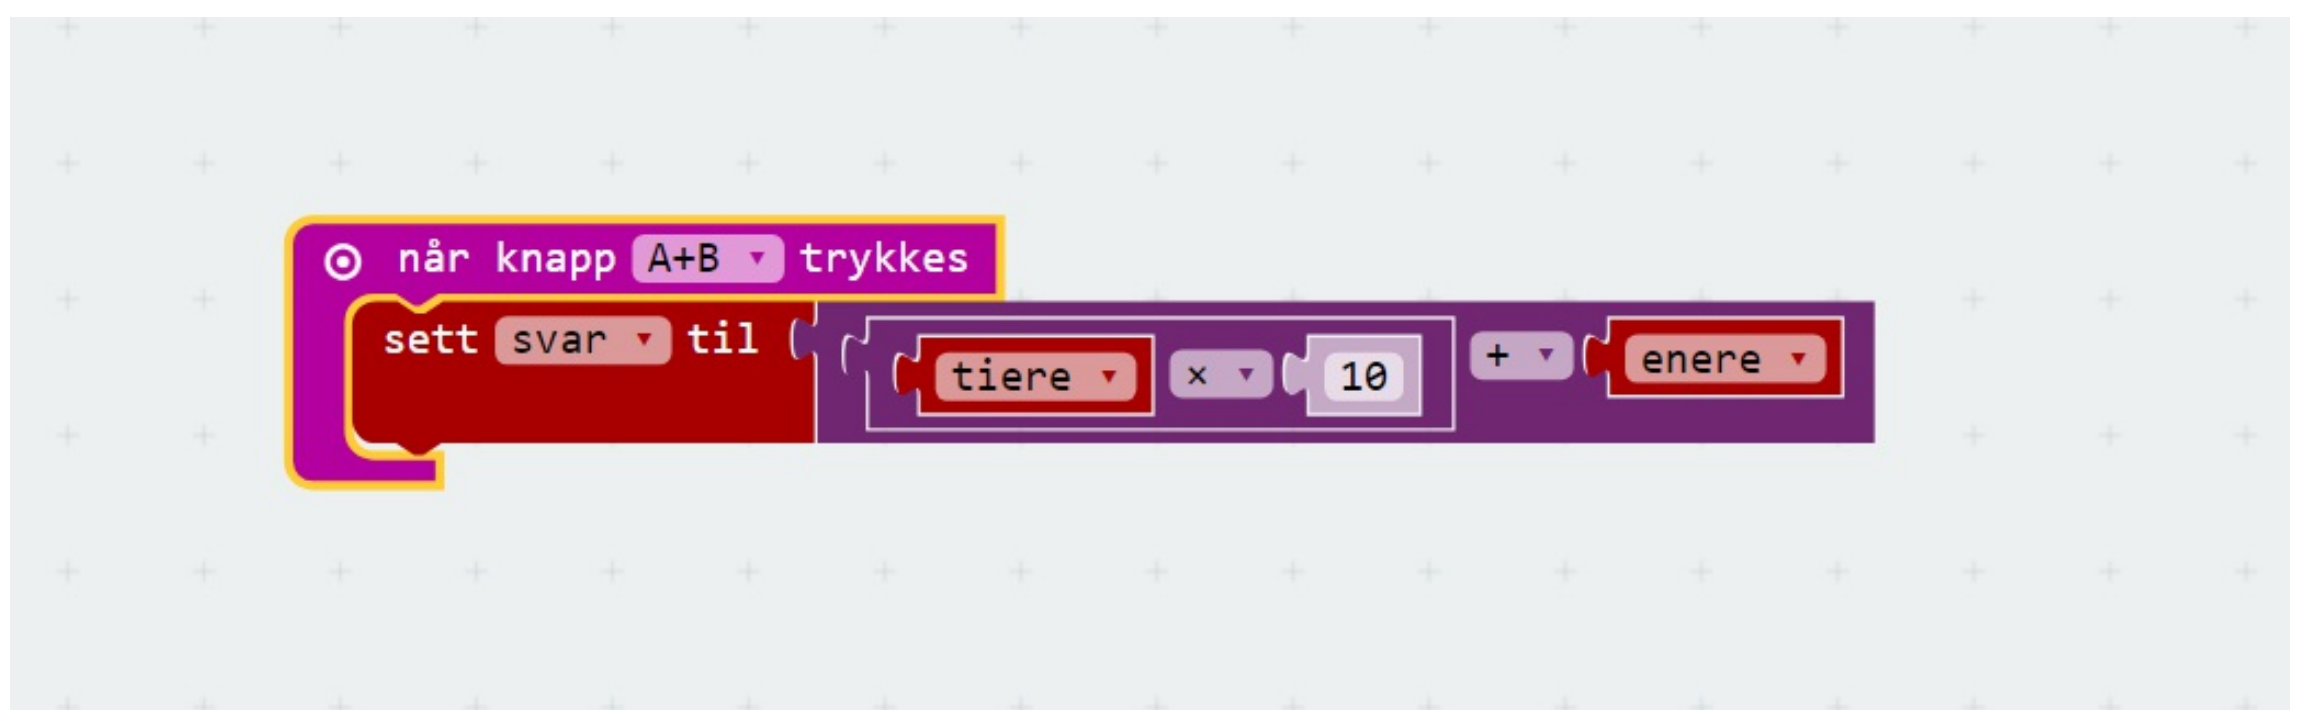 når knapp A+B trykkes
sett svar til tiere × 10 + enere